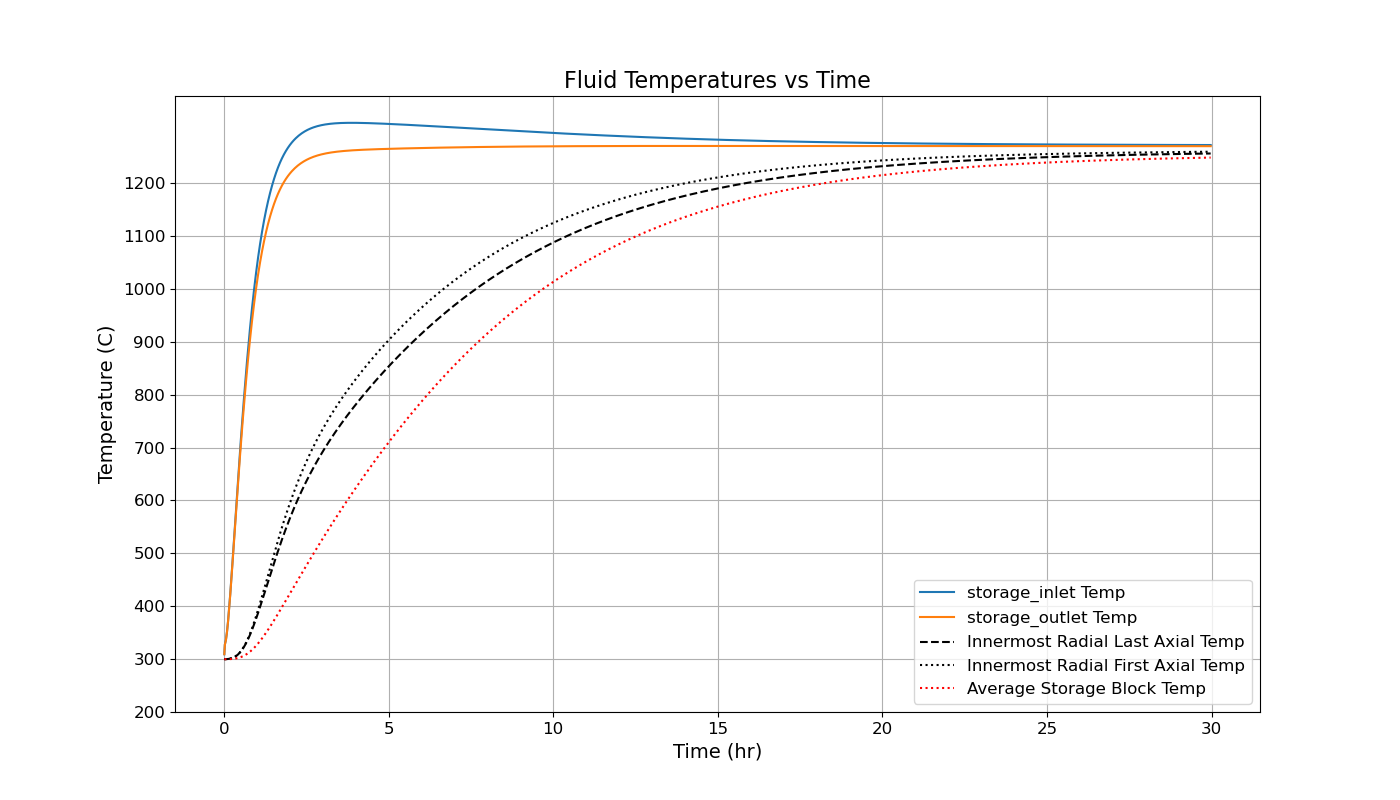 Fluid Temperatures vs Time
Temperature (C)
1200
1100
1000
900
800
700
600
500
400
300
200
storage_inlet Temp
storage_outlet Temp
Innermost Radial Last Axial Temp
Innermost Radial First Axial Temp
Average Storage Block Temp
0 5 10 15 20 25 30
Time (hr)